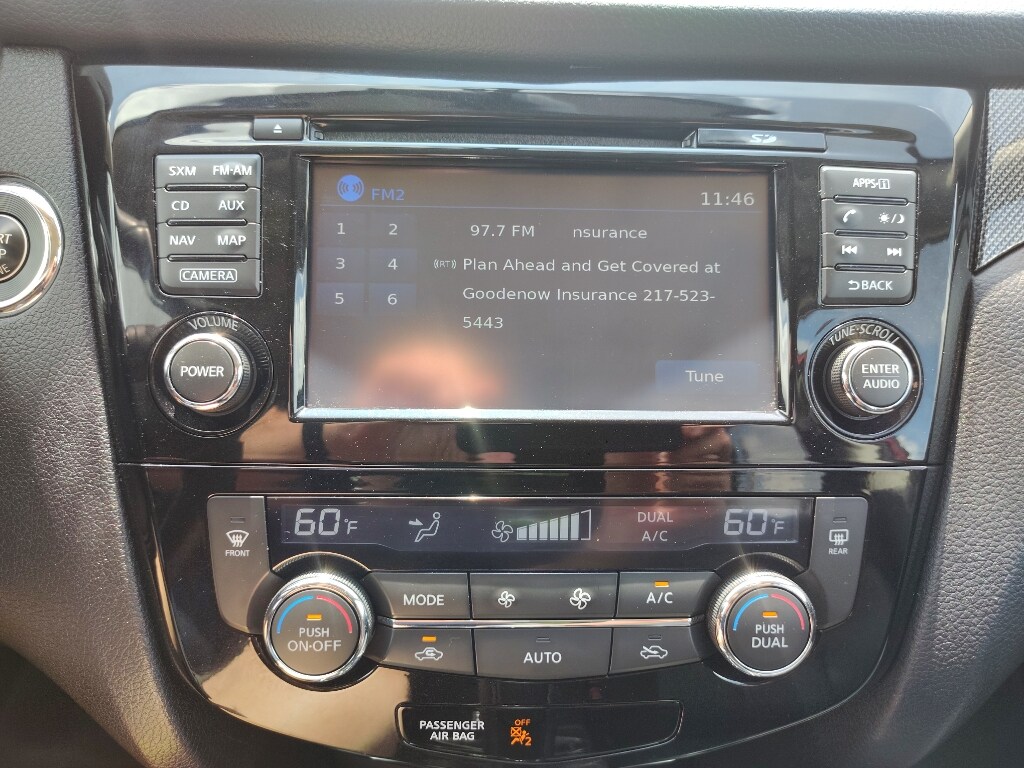 SXM FM·AM
CD AUX
NAV MAP
CAMERA
VOLUME
POWER
FM2 11:46
1 2
3 4
5 6
97.7 FM nsurance
(RT) Plan Ahead and Get Covered at
Goodenow Insurance 217-523-
5443
Tune
APPS·i
BACK
TUNE·SCROLL
ENTER
AUDIO
FRONT
60°F
DUAL
A/C
60°F
REAR
PUSH
ON·OFF
MODE
A/C
AUTO
PUSH
DUAL
PASSENGER
AIR BAG
OFF
2